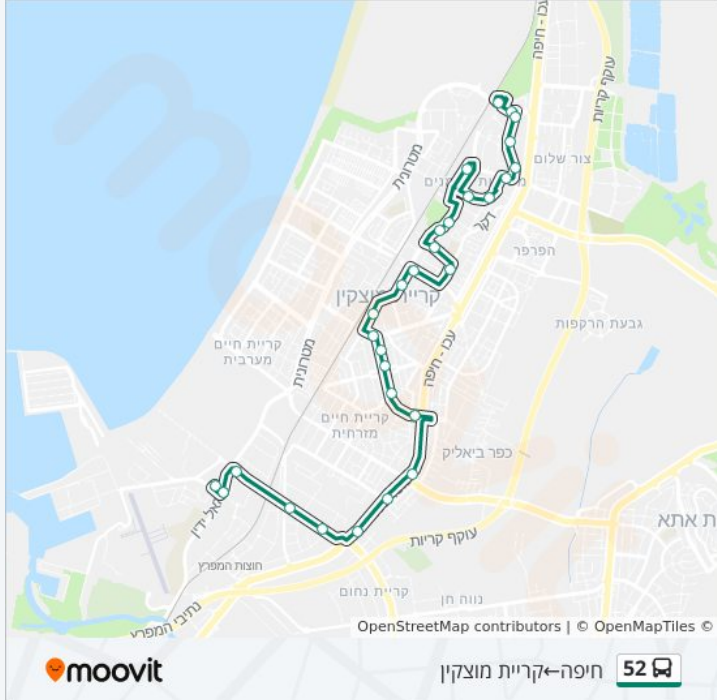 עכו - חיפה
עוקף קריות
צור שלום
מטרונית
דקר
הפרפר
קריית מוצקין
גבעת הרקפות
קריית חיים
מערבית
מטרונית
עכו - חיפה
קריית חיים
מזרחית
כפר ביאליק
ת אתא
עוקף קריות
חוצות המפרץ
קריית נחום
נווה חן
נתיבי המפרץ
OpenStreetMap contributors | © OpenMapTiles ©
moovit
חיפה←קריית מוצקין
52